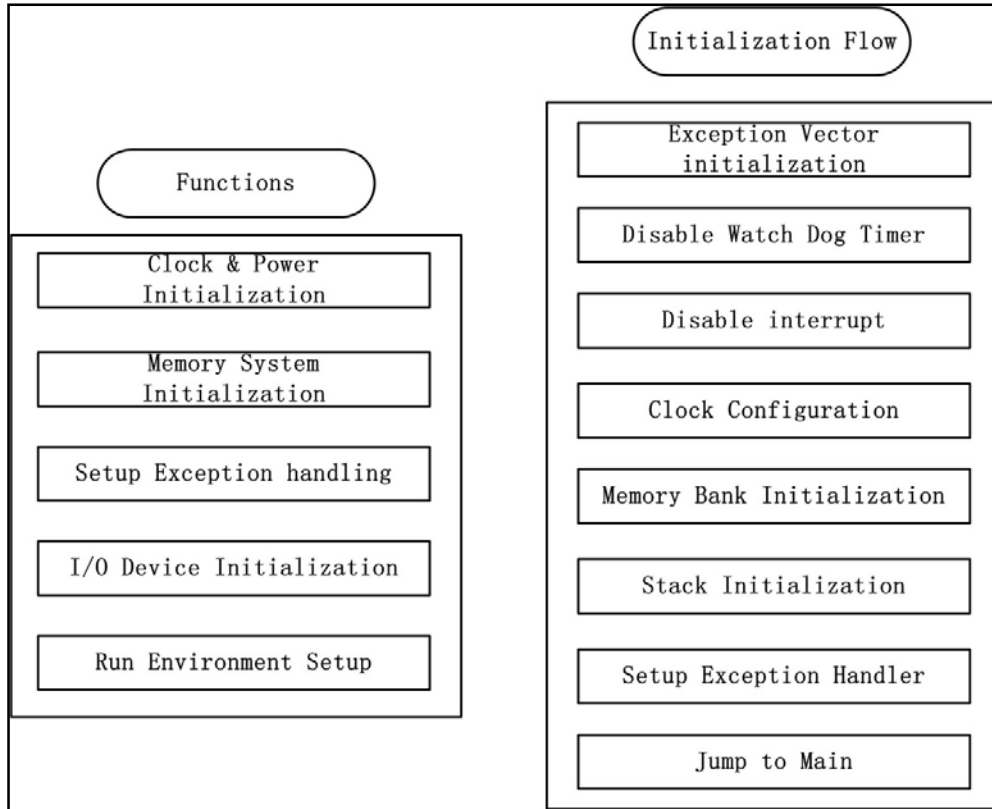 Functions
Clock & Power
Initialization
Memory System
Initialization
Setup Exception handling
I/O Device Initialization
Run Environment Setup
Initialization Flow
Exception Vector
initialization
Disable Watch Dog Timer
Disable interrupt
Clock Configuration
Memory Bank Initialization
Stack Initialization
Setup Exception Handler
Jump to Main